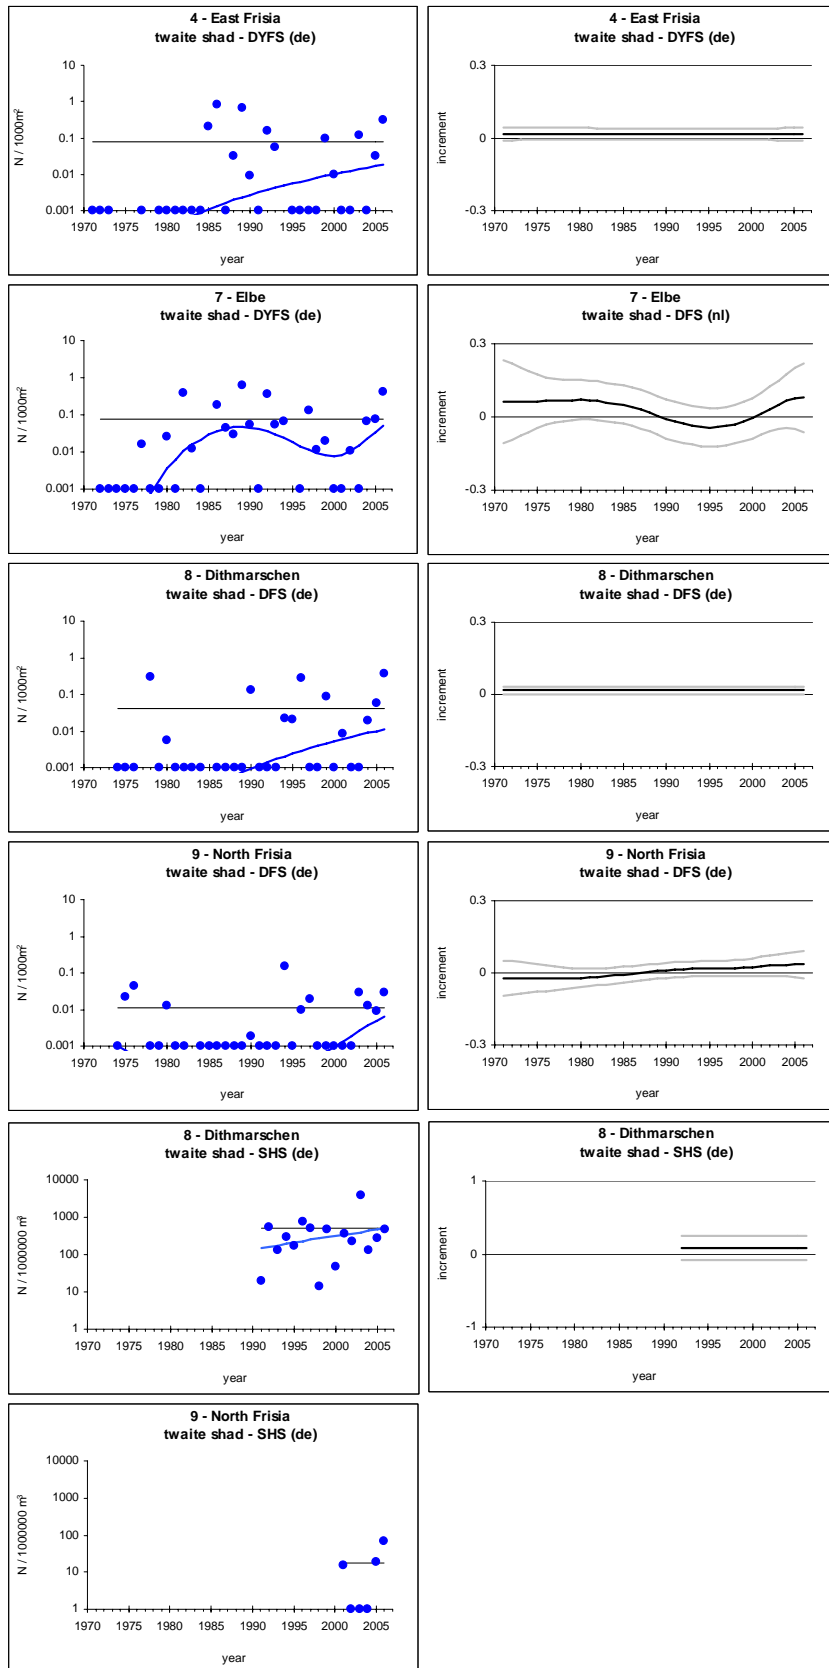 4 - East Frisia
twaite shad - DYFS (de)
N / 1000m²
10
1
0.1
0.01
0.001
1970 1975 1980 1985 1990 1995 2000 2005
year
4 - East Frisia
twaite shad - DYFS (de)
increment
0.3
0
-0.3
1970 1975 1980 1985 1990 1995 2000 2005
year
7 - Elbe
twaite shad - DYFS (de)
N / 1000m²
10
1
0.1
0.01
0.001
1970 1975 1980 1985 1990 1995 2000 2005
year
7 - Elbe
twaite shad - DFS (nl)
increment
0.3
0
-0.3
1970 1975 1980 1985 1990 1995 2000 2005
year
8 - Dithmarschen
twaite shad - DFS (de)
N / 1000m²
10
1
0.1
0.01
0.001
1970 1975 1980 1985 1990 1995 2000 2005
year
8 - Dithmarschen
twaite shad - DFS (de)
increment
0.3
0
-0.3
1970 1975 1980 1985 1990 1995 2000 2005
year
9 - North Frisia
twaite shad - DFS (de)
N / 1000m²
10
1
0.1
0.01
0.001
1970 1975 1980 1985 1990 1995 2000 2005
year
9 - North Frisia
twaite shad - DFS (de)
increment
0.3
0
-0.3
1970 1975 1980 1985 1990 1995 2000 2005
year
8 - Dithmarschen
twaite shad - SHS (de)
N / 1000000 m³
10000
1000
100
10
1
1970 1975 1980 1985 1990 1995 2000 2005
year
8 - Dithmarschen
twaite shad - SHS (de)
increment
1
0
-1
1970 1975 1980 1985 1990 1995 2000 2005
year
9 - North Frisia
twaite shad - SHS (de)
N / 1000000 m³
10000
1000
100
10
1
1970 1975 1980 1985 1990 1995 2000 2005
year